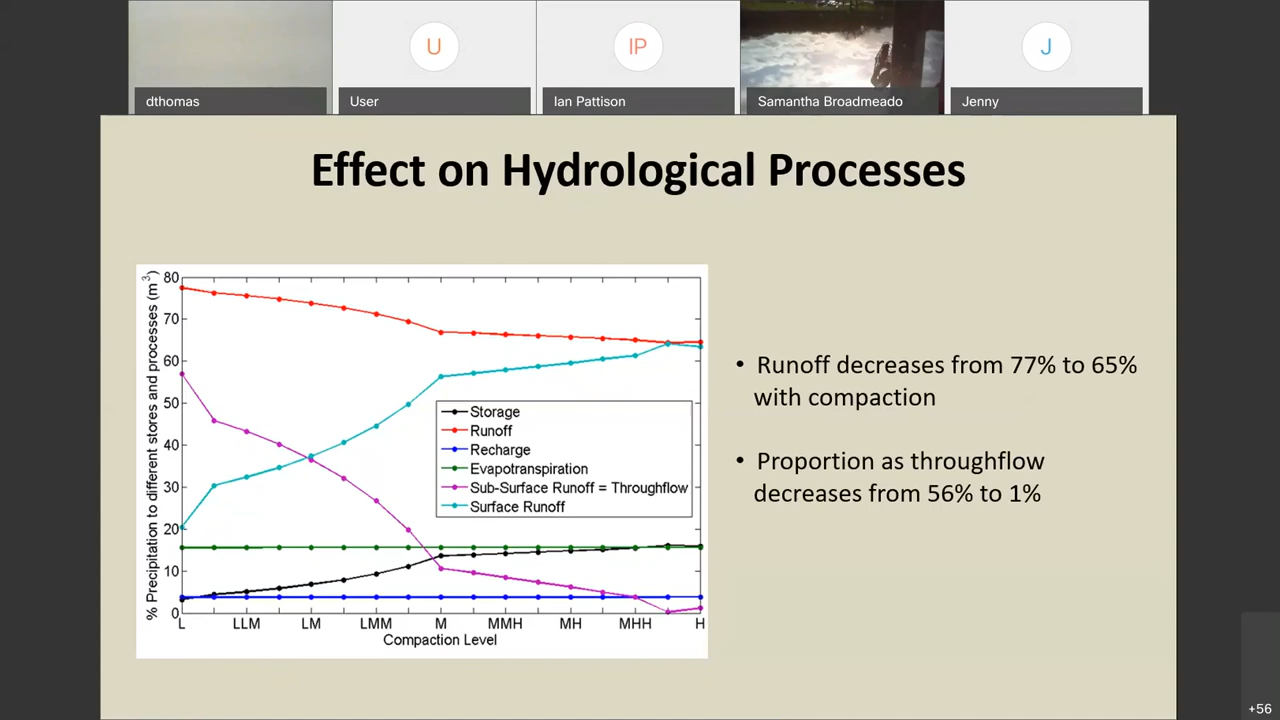 U
IP
J
dthomas
User
Ian Pattison
Samantha Broadmeado
Jenny
Effect on Hydrological Processes
% Precipitation to different stores and processes (m³)
80
70
60
50
40
30
20
10
0
Storage
Runoff
Recharge
Evapotranspiration
Sub-Surface Runoff = Throughflow
Surface Runoff
L LLM LM LMM M MMH MH MHH H
Compaction Level
• Runoff decreases from 77% to 65%
with compaction
• Proportion as throughflow
decreases from 56% to 1%
+56